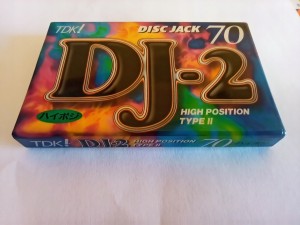 TDK! DISC JACK 70
DJ-2
ハイポジ HIGH POSITION
TYPE II
TDK! DJ-2 HIGH POSITION 70
TYPE II